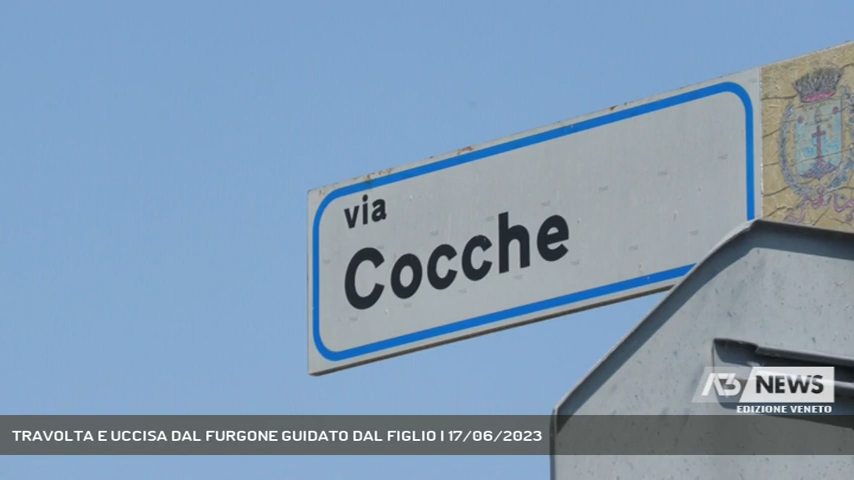 via
Cocche
A3 NEWS
EDIZIONE VENETO
TRAVOLTA E UCCISA DAL FURGONE GUIDATO DAL FIGLIO | 17/06/2023